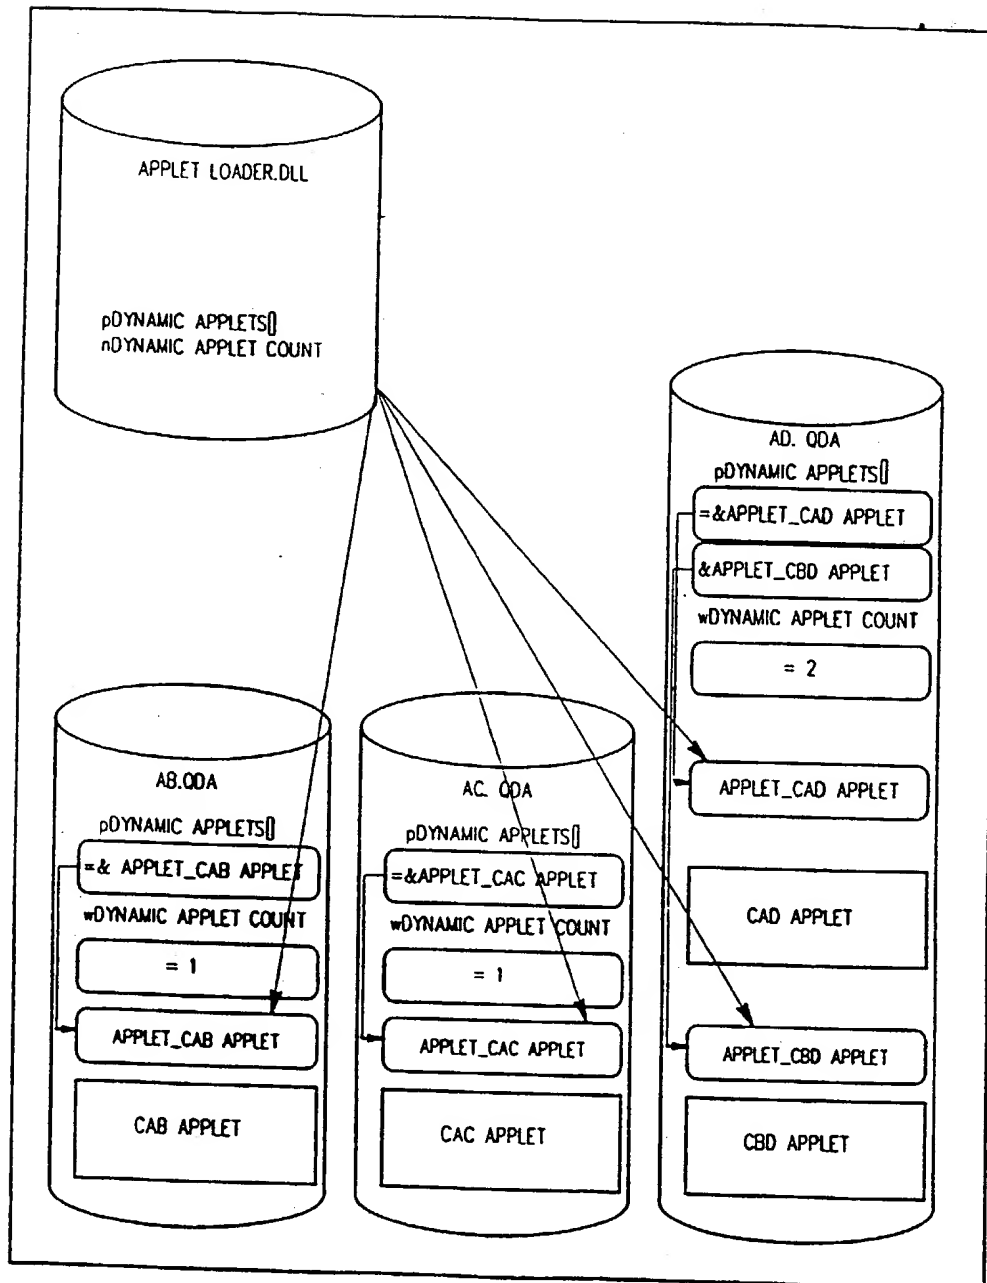 APPLET LOADER.DLL
pDYNAMIC APPLETS[]
nDYNAMIC APPLET COUNT
AD. QDA
pDYNAMIC APPLETS[]
=&APPLET_CAD APPLET
&APPLET_CBD APPLET
wDYNAMIC APPLET COUNT
= 2
APPLET_CAD APPLET
CAD APPLET
APPLET_CBD APPLET
CBD APPLET
AB.QDA
pDYNAMIC APPLETS[]
=& APPLET_CAB APPLET
wDYNAMIC APPLET COUNT
= 1
APPLET_CAB APPLET
CAB APPLET
AC. QDA
pDYNAMIC APPLETS[]
=&APPLET_CAC APPLET
wDYNAMIC APPLET COUNT
= 1
APPLET_CAC APPLET
CAC APPLET